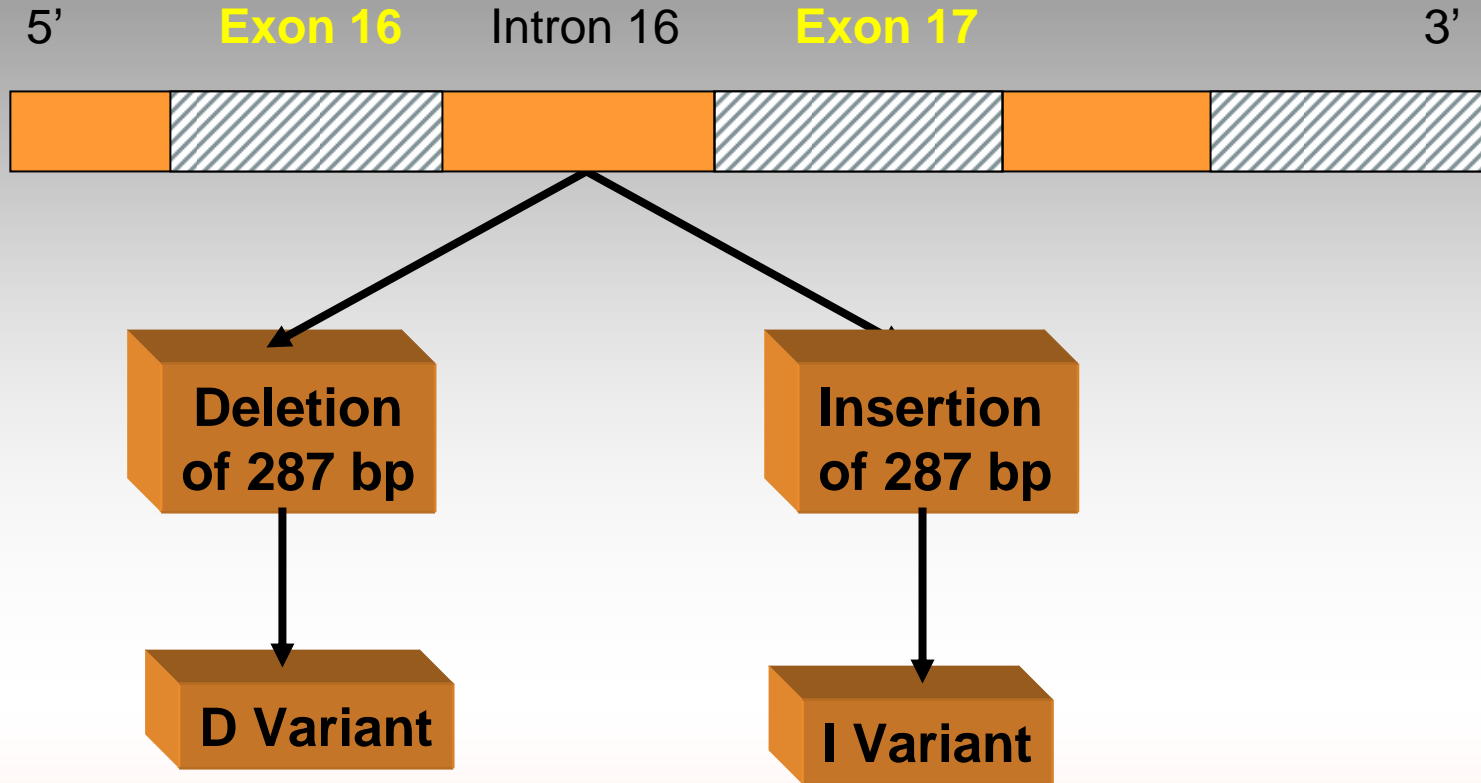 5’ Exon 16 Intron 16 Exon 17 3’
Deletion
of 287 bp
Insertion
of 287 bp
D Variant
I Variant